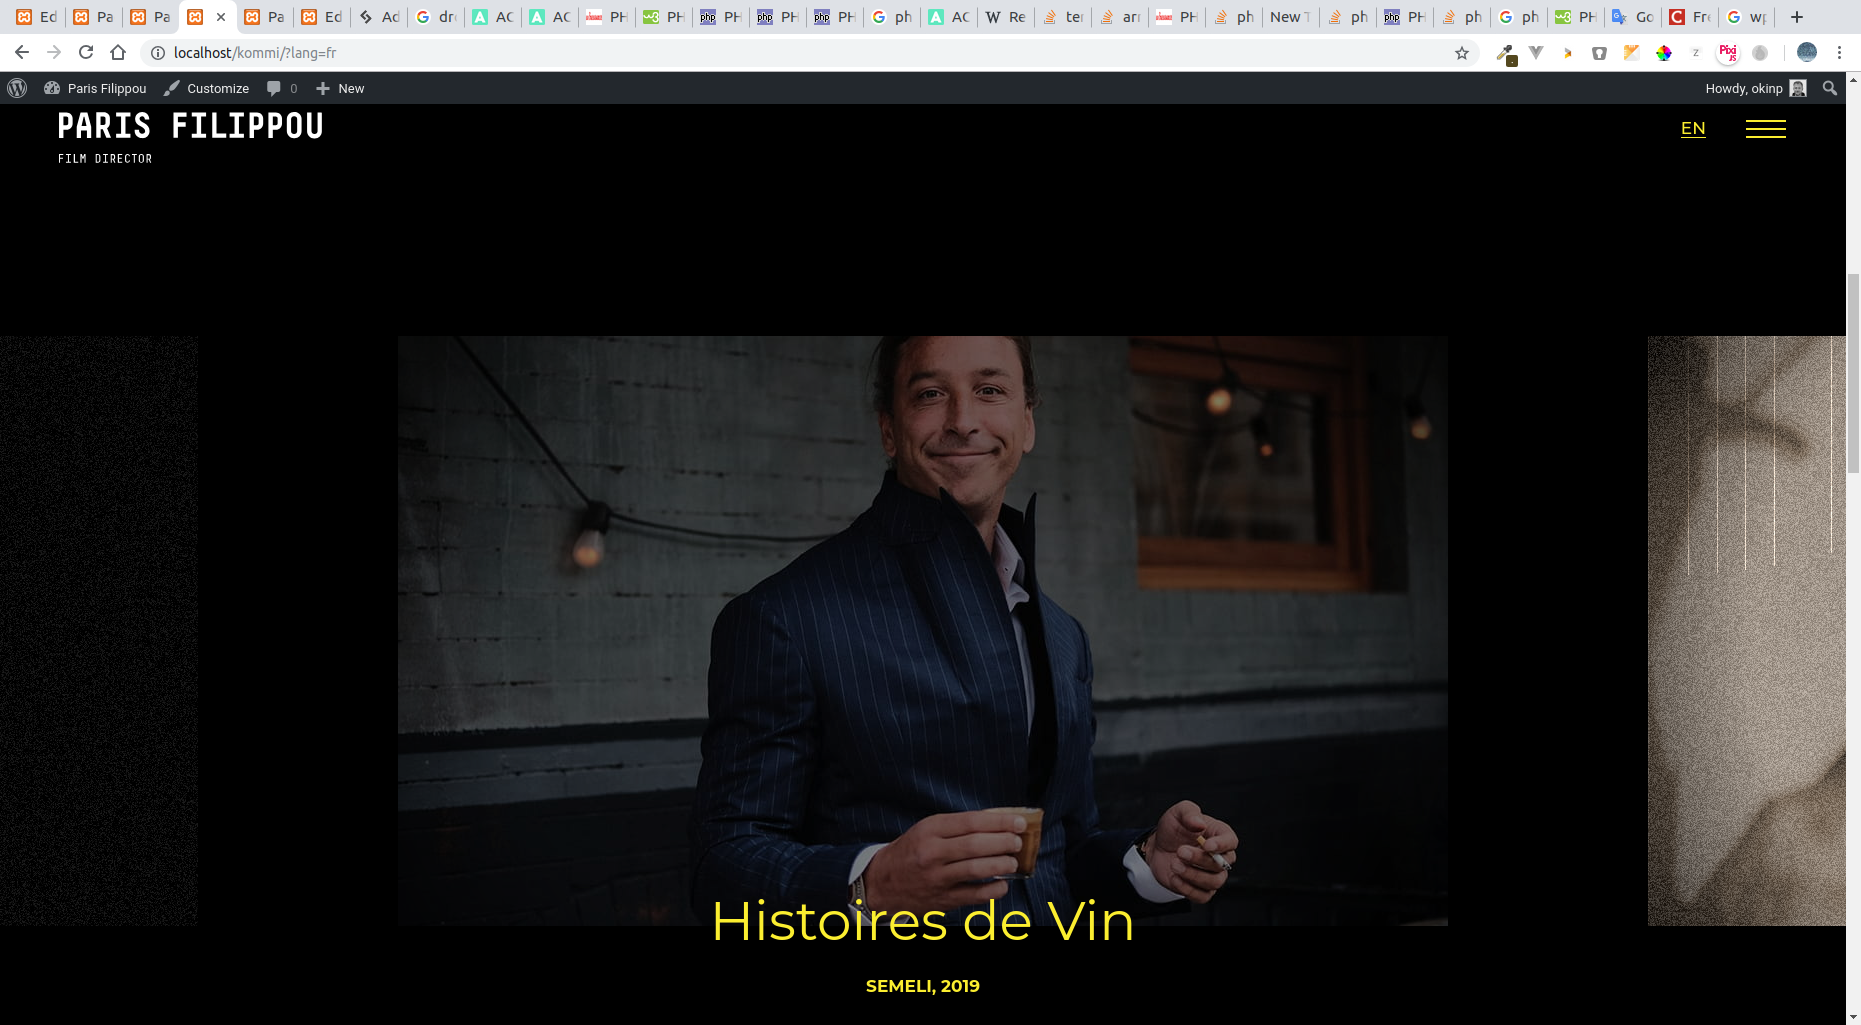 Ed Pa Pa Pa Ed Ad dr AC AC PH PH PH PH PH ph AC Re ter arr PH ph New T ph PH ph ph PH Go Fr wp
localhost/kommi/?lang=fr
Paris Filippou Customize 0 New Howdy, okinp
PARIS FILIPPOU
FILM DIRECTOR
EN
Histoires de Vin
SEMELI, 2019